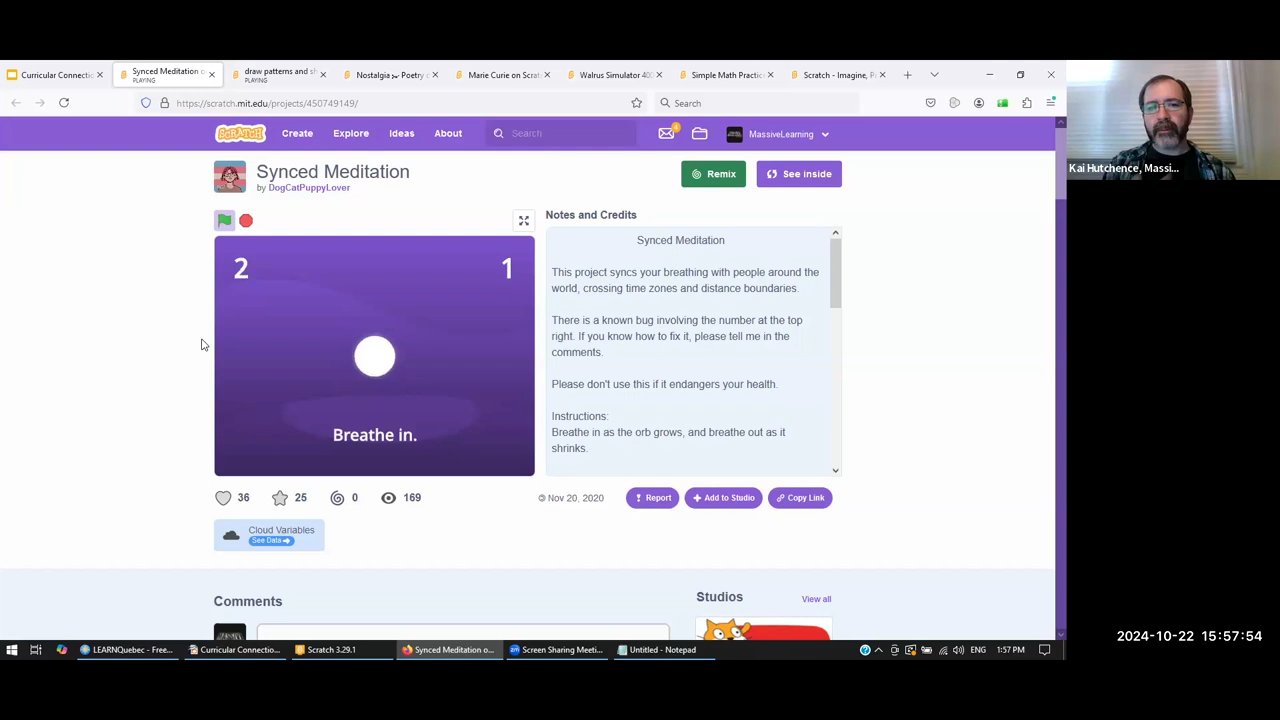 Curricular Connecti
Synced Meditation o
PLAYING
draw patterns and sh
PLAYING
Nostalgia >< Poetry o
Marie Curie on Scratc
Walrus Simulator 400
Simple Math Practice
Scratch - Imagine, P
https://scratch.mit.edu/projects/450749149/
Search
SCRATCH
Create
Explore
Ideas
About
Search
4
MassiveLearning
Kai Hutchence, Massi...
Synced Meditation
by DogCatPuppyLover
Remix
See inside
Notes and Credits
2
1
Breathe in.
Synced Meditation
This project syncs your breathing with people around the
world, crossing time zones and distance boundaries.
There is a known bug involving the number at the top
right. If you know how to fix it, please tell me in the
comments.
Please don't use this if it endangers your health.
Instructions:
Breathe in as the orb grows, and breathe out as it
shrinks.
36
25
0
169
Nov 20, 2020
Report
Add to Studio
Copy Link
Cloud Variables
See Data
Comments
Studios
View all
2024-10-22 15:57:54
LEARNQuebec - Free...
Curricular Connectio...
Scratch 3.29.1
Synced Meditation o...
Screen Sharing Meeti...
Untitled - Notepad
ENG
1:57 PM